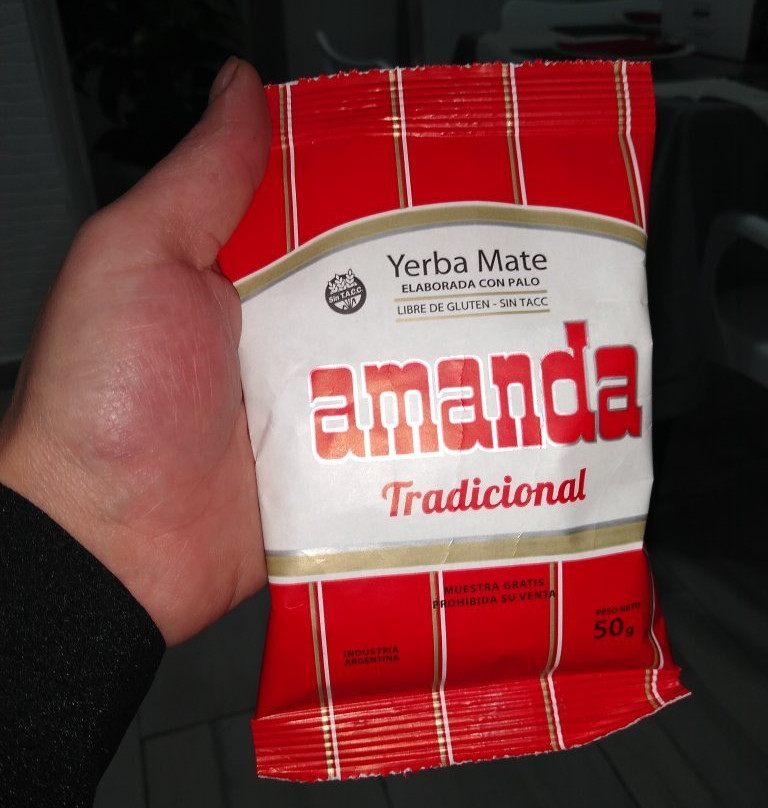 Yerba Mate
ELABORADA CON PALO
Sin T.A.C.C.
LIBRE DE GLUTEN - SIN TACC
amanda
Tradicional
MUESTRA GRATIS
PROHIBIDA SU VENTA
PESO NETO
50g
INDUSTRIA
ARGENTINA